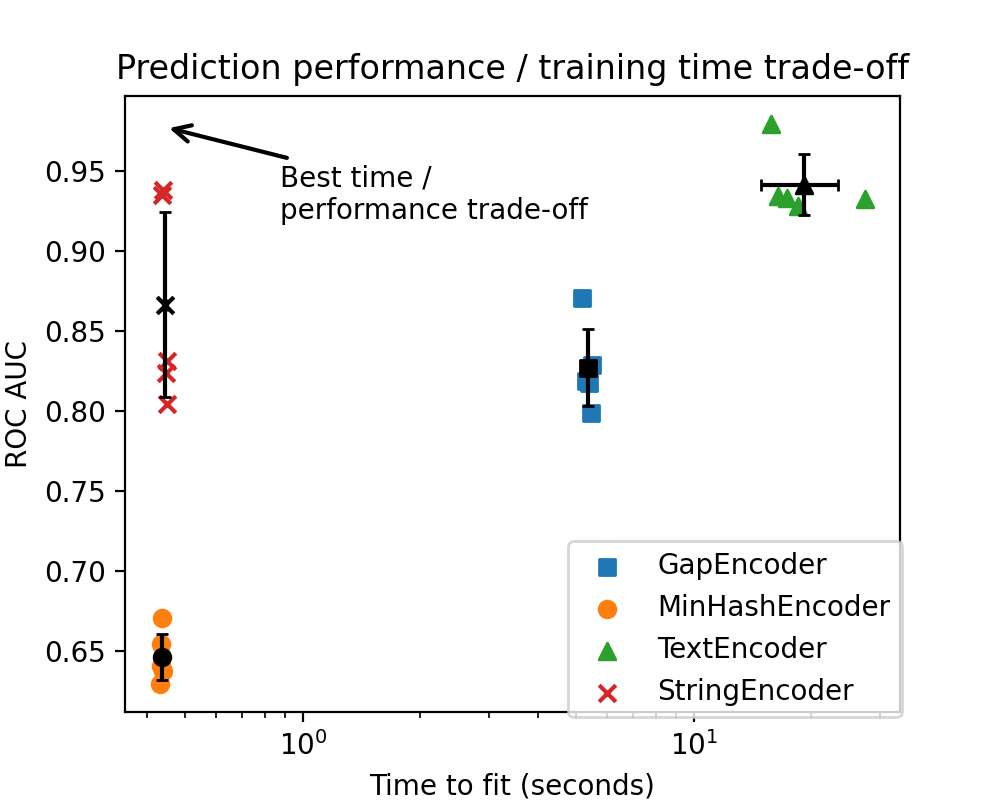 Prediction performance / training time trade-off
Best time /
performance trade-off
ROC AUC
0.95
0.90
0.85
0.80
0.75
0.70
0.65
GapEncoder
MinHashEncoder
TextEncoder
StringEncoder
10⁰
10¹
Time to fit (seconds)